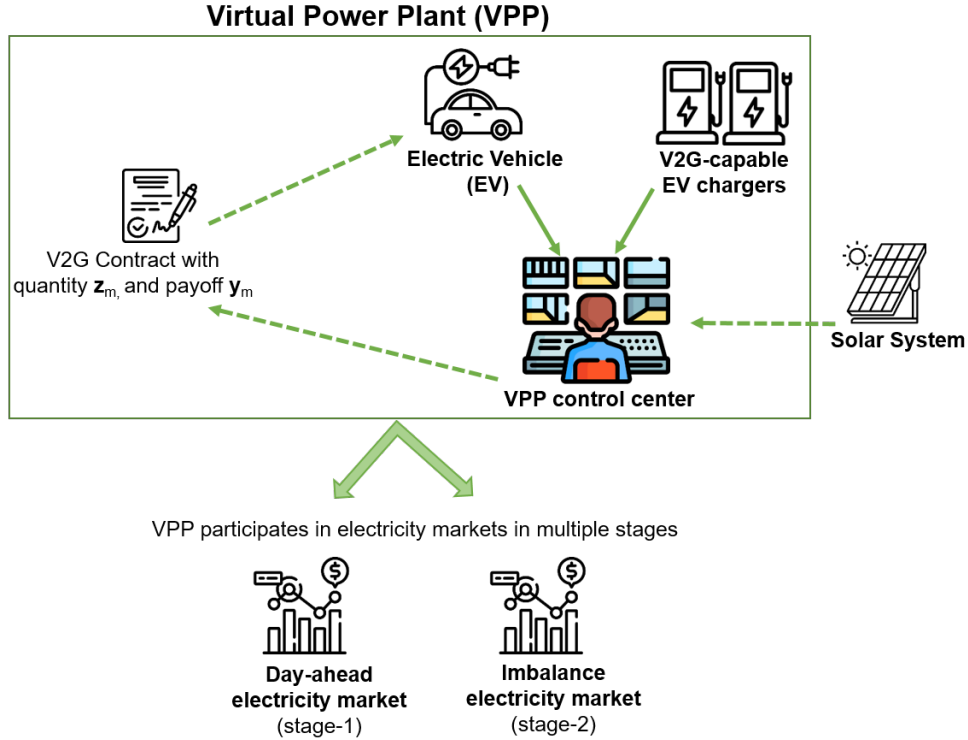 Virtual Power Plant (VPP)
Electric Vehicle
(EV)
V2G-capable
EV chargers
V2G Contract with
quantity zm, and payoff ym
Solar System
VPP control center
VPP participates in electricity markets in multiple stages
$
$
Day-ahead
electricity market
(stage-1)
Imbalance
electricity market
(stage-2)